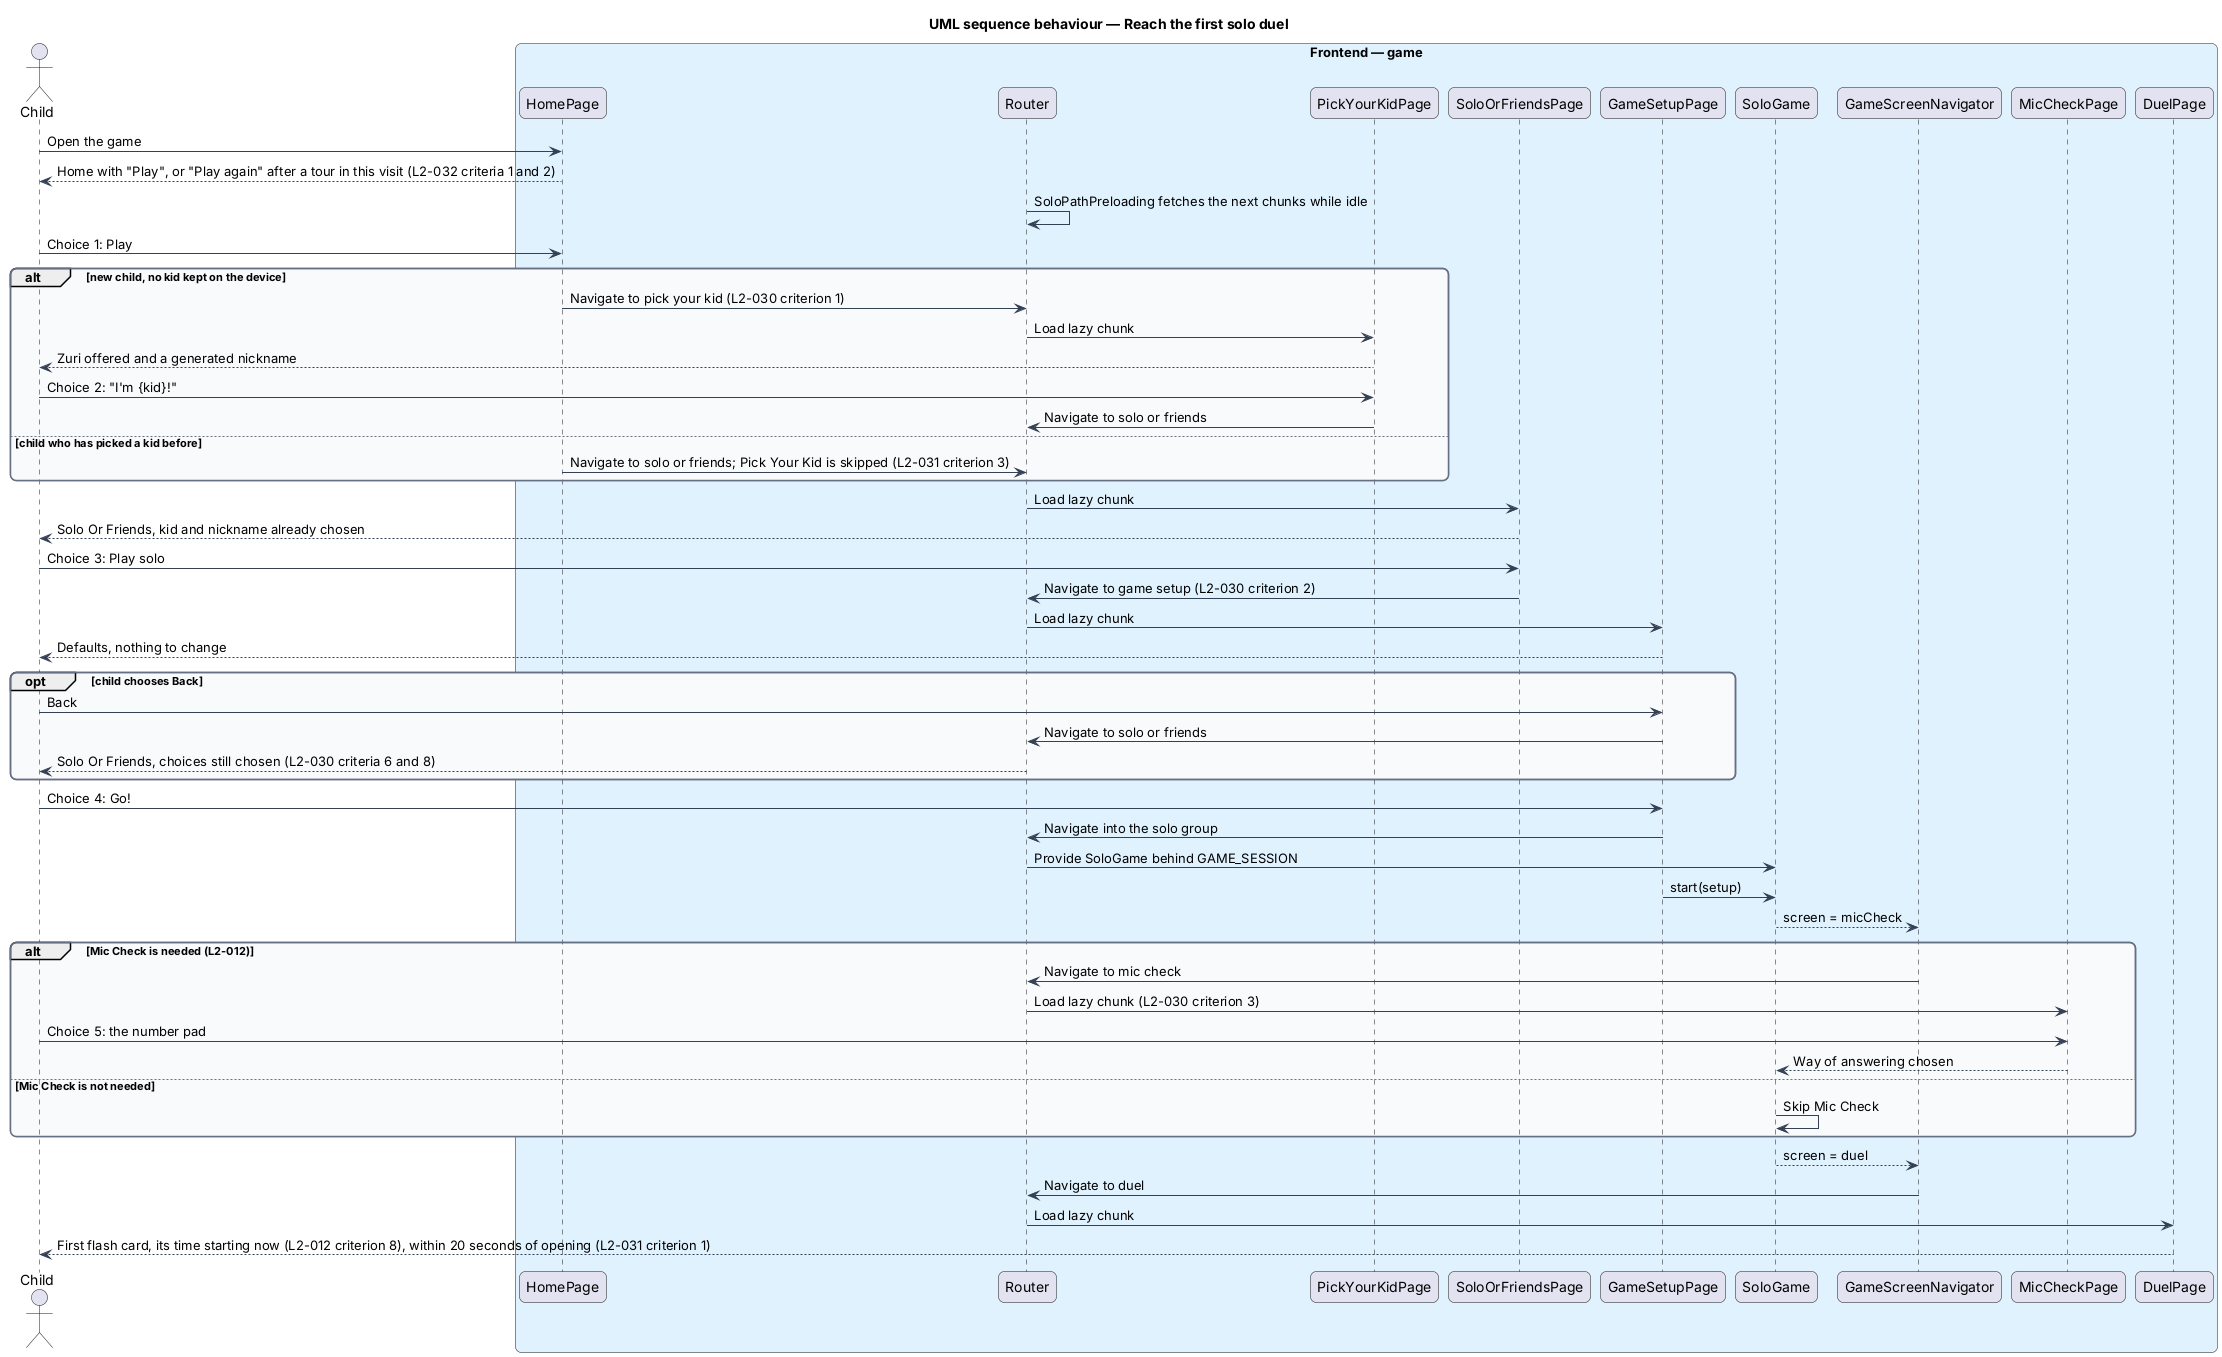 UML sequence behaviour — Reach the first solo duel
Frontend — game
Child
HomePage
Router
PickYourKidPage
SoloOrFriendsPage
GameSetupPage
SoloGame
GameScreenNavigator
MicCheckPage
DuelPage
Open the game
Home with "Play", or "Play again" after a tour in this visit (L2-032 criteria 1 and 2)
SoloPathPreloading fetches the next chunks while idle
Choice 1: Play
alt [new child, no kid kept on the device]
Navigate to pick your kid (L2-030 criterion 1)
Load lazy chunk
Zuri offered and a generated nickname
Choice 2: "I'm {kid}!"
Navigate to solo or friends
[child who has picked a kid before]
Navigate to solo or friends; Pick Your Kid is skipped (L2-031 criterion 3)
Load lazy chunk
Solo Or Friends, kid and nickname already chosen
Choice 3: Play solo
Navigate to game setup (L2-030 criterion 2)
Load lazy chunk
Defaults, nothing to change
opt [child chooses Back]
Back
Navigate to solo or friends
Solo Or Friends, choices still chosen (L2-030 criteria 6 and 8)
Choice 4: Go!
Navigate into the solo group
Provide SoloGame behind GAME_SESSION
start(setup)
screen = micCheck
alt [Mic Check is needed (L2-012)]
Navigate to mic check
Load lazy chunk (L2-030 criterion 3)
Choice 5: the number pad
Way of answering chosen
[Mic Check is not needed]
Skip Mic Check
screen = duel
Navigate to duel
Load lazy chunk
First flash card, its time starting now (L2-012 criterion 8), within 20 seconds of opening (L2-031 criterion 1)
Child
HomePage
Router
PickYourKidPage
SoloOrFriendsPage
GameSetupPage
SoloGame
GameScreenNavigator
MicCheckPage
DuelPage